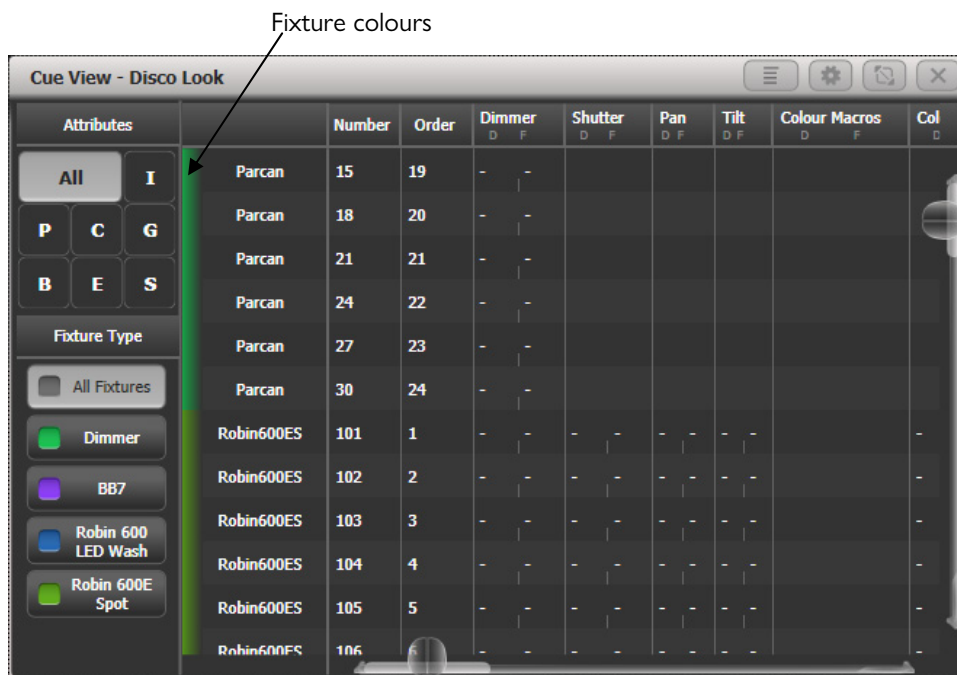 Fixture colours
Cue View - Disco Look
Attributes Number Order Dimmer Shutter Pan Tilt Colour Macros Col
D F D F D F D F D F D
All I
P C G
B E S
Fixture Type
All Fixtures
Dimmer
BB7
Robin 600
LED Wash
Robin 600E
Spot
Parcan 15 19 - -
Parcan 18 20 - -
Parcan 21 21 - -
Parcan 24 22 - -
Parcan 27 23 - -
Parcan 30 24 - -
Robin600ES 101 1 - - - - - - - - -
Robin600ES 102 2 - - - - - - - - -
Robin600ES 103 3 - - - - - - - - -
Robin600ES 104 4 - - - - - - - - -
Robin600ES 105 5 - - - - - - - - -
Robin600ES 106 6 - - - - - - - - -